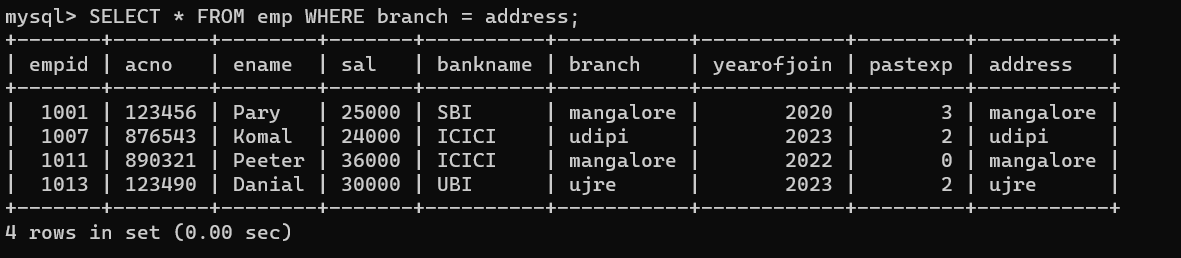 mysql> SELECT * FROM emp WHERE branch = address;
+-------+--------+--------+-------+----------+-----------+------------+---------+-----------+
| empid | acno   | ename  | sal   | bankname | branch    | yearofjoin | pastexp | address   |
+-------+--------+--------+-------+----------+-----------+------------+---------+-----------+
|  1001 | 123456 | Pary   | 25000 | SBI      | mangalore |       2020 |       3 | mangalore |
|  1007 | 876543 | Komal  | 24000 | ICICI    | udipi     |       2023 |       2 | udipi     |
|  1011 | 890321 | Peeter | 36000 | ICICI    | mangalore |       2022 |       0 | mangalore |
|  1013 | 123490 | Danial | 30000 | UBI      | ujre      |       2023 |       2 | ujre      |
+-------+--------+--------+-------+----------+-----------+------------+---------+-----------+
4 rows in set (0.00 sec)